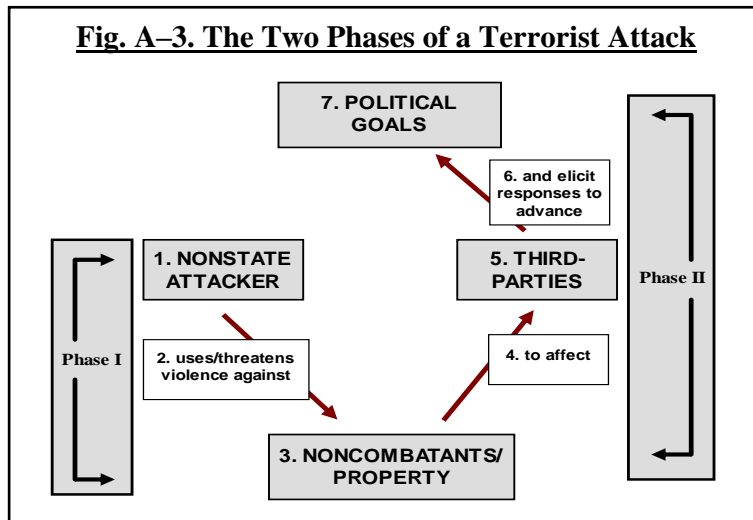 Fig. A–3. The Two Phases of a Terrorist Attack
7. POLITICAL
GOALS
6. and elicit
responses to
advance
1. NONSTATE
ATTACKER
5. THIRD-
PARTIES
Phase II
Phase I
2. uses/threatens
violence against
4. to affect
3. NONCOMBATANTS/
PROPERTY